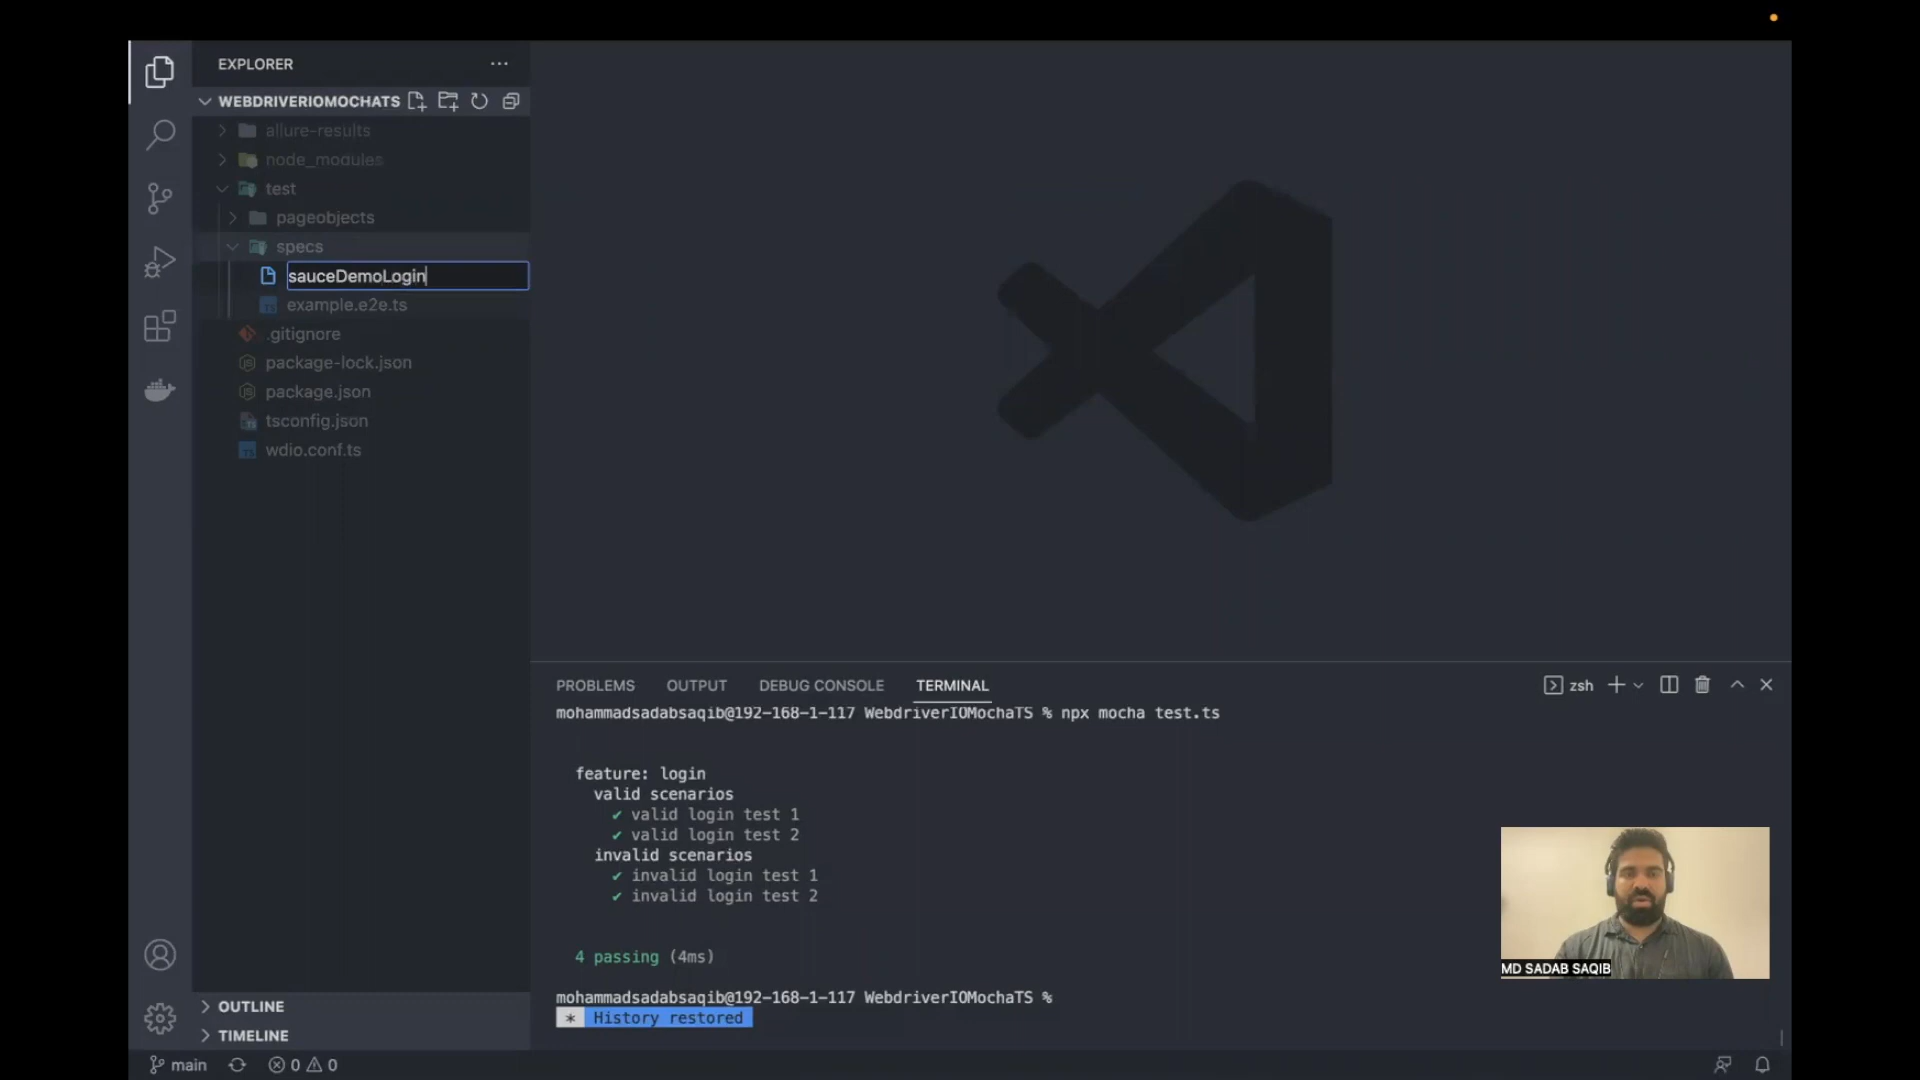 EXPLORER
WEBDRIVERIOMOCHATS
allure-results
node_modules
test
pageobjects
specs
sauceDemoLogin
example.e2e.ts
.gitignore
package-lock.json
package.json
tsconfig.json
wdio.conf.ts
OUTLINE
TIMELINE
PROBLEMS OUTPUT DEBUG CONSOLE TERMINAL
zsh
mohammadsadabsaqib@192-168-1-117 WebdriverIOMochaTS % npx mocha test.ts
feature: login
valid scenarios
✔ valid login test 1
✔ valid login test 2
invalid scenarios
✔ invalid login test 1
✔ invalid login test 2
4 passing (4ms)
mohammadsadabsaqib@192-168-1-117 WebdriverIOMochaTS %
* History restored
MD SADAB SAQIB
main 0 0